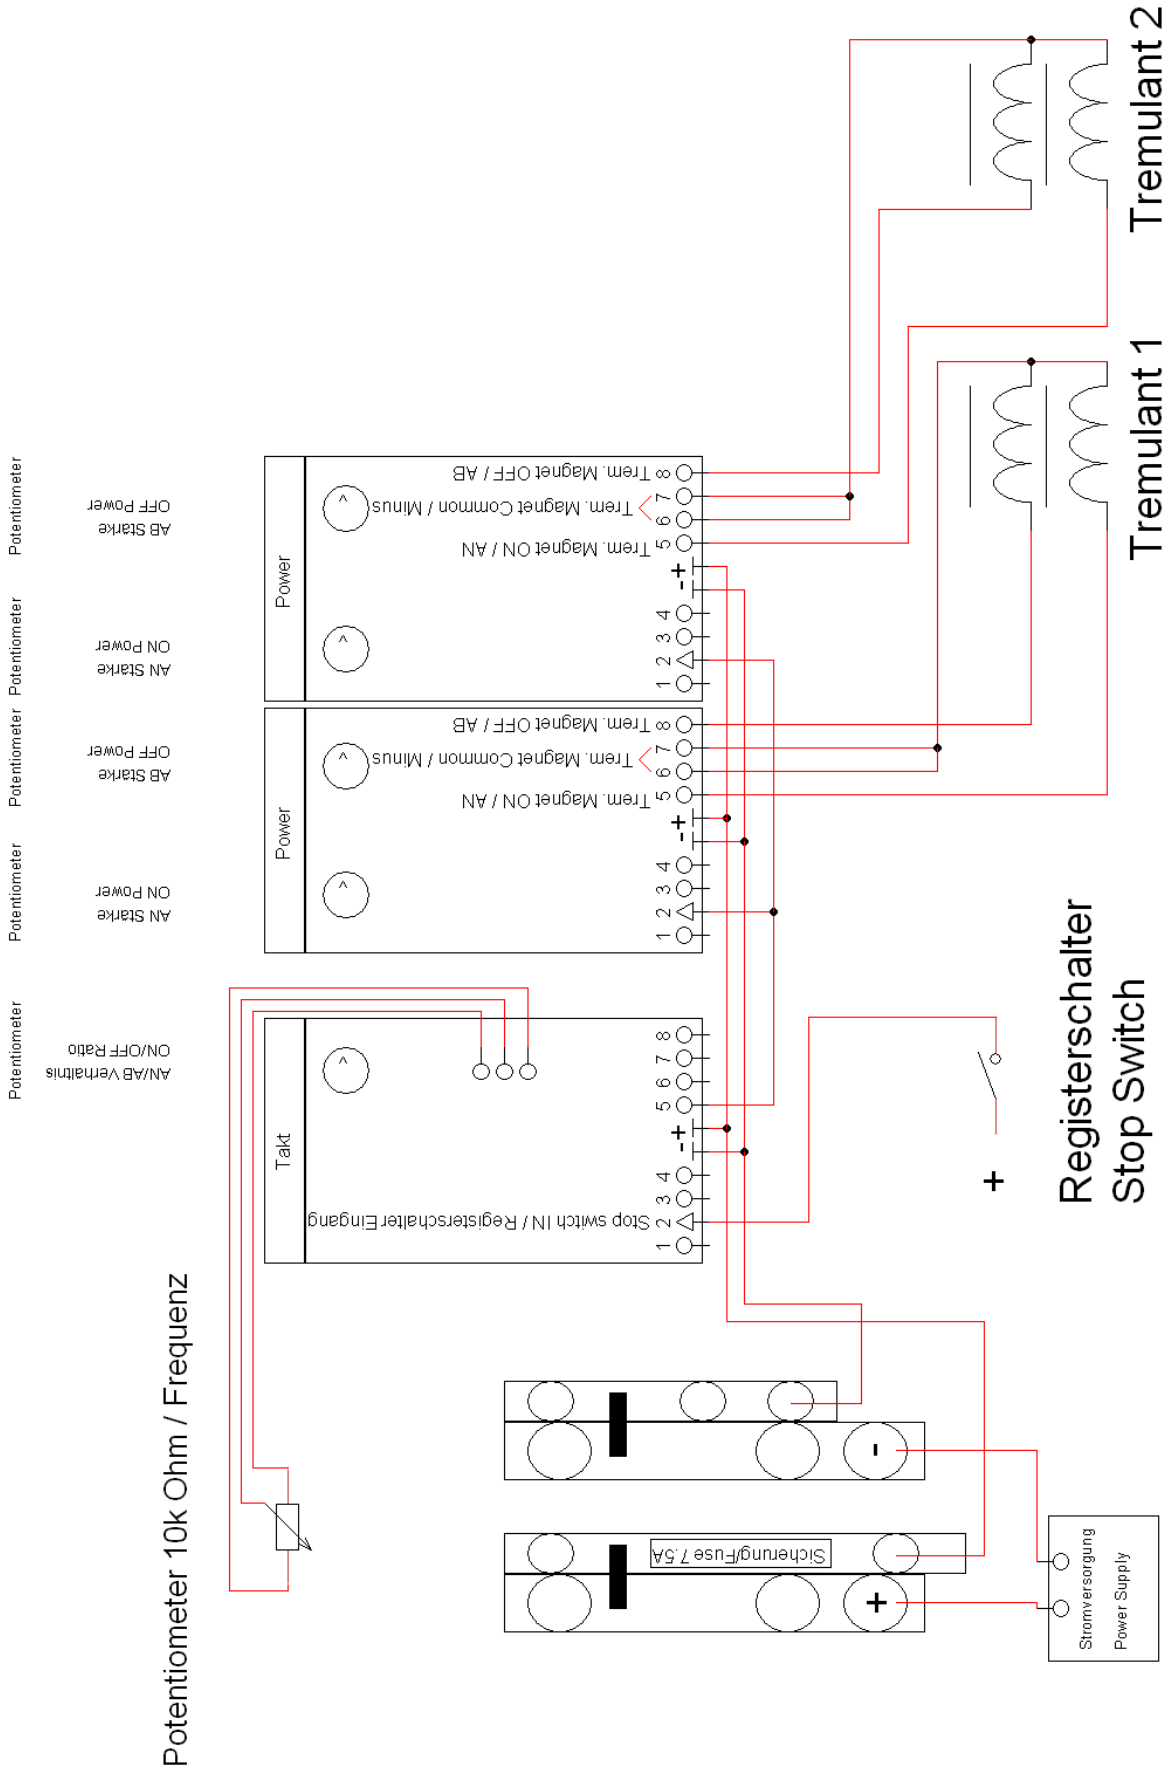 Potentiometer 10k Ohm / Frequenz
Potentiometer
AN/AB Verhältnis
ON/OFF Ratio
Potentiometer
AN Starke
ON Power
Potentiometer
AB Starke
OFF Power
Potentiometer
AN Starke
ON Power
Potentiometer
AB Starke
OFF Power
Takt
Stop switch IN / Registerschalter Eingang
1 2 3 4 - + 5 6 7 8
Power
Trem. Magnet ON / AN
Trem. Magnet Common / Minus
Trem. Magnet OFF / AB
1 2 3 4 - + 5 6 7 8
Power
Trem. Magnet ON / AN
Trem. Magnet Common / Minus
Trem. Magnet OFF / AB
1 2 3 4 - + 5 6 7 8
Sicherung/Fuse 7.5A
+
-
Stromversorgung
Power Supply
+
Registerschalter
Stop Switch
Tremulant 1
Tremulant 2